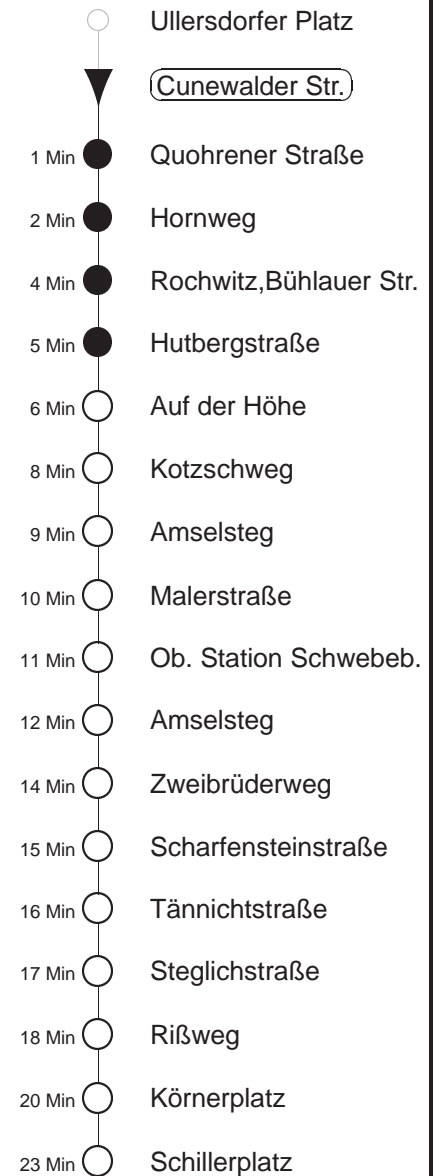 Ullersdorfer Platz
Cunewalder Str.
1 Min Quohrener Straße
2 Min Hornweg
4 Min Rochwitz,Bühlauer Str.
5 Min Hutbergstraße
6 Min Auf der Höhe
8 Min Kotzschweg
9 Min Amselsteg
10 Min Malerstraße
11 Min Ob. Station Schwebeb.
12 Min Amselsteg
14 Min Zweibrüderweg
15 Min Scharfensteinstraße
16 Min Tännichtstraße
17 Min Steglichstraße
18 Min Rißweg
20 Min Körnerplatz
23 Min Schillerplatz